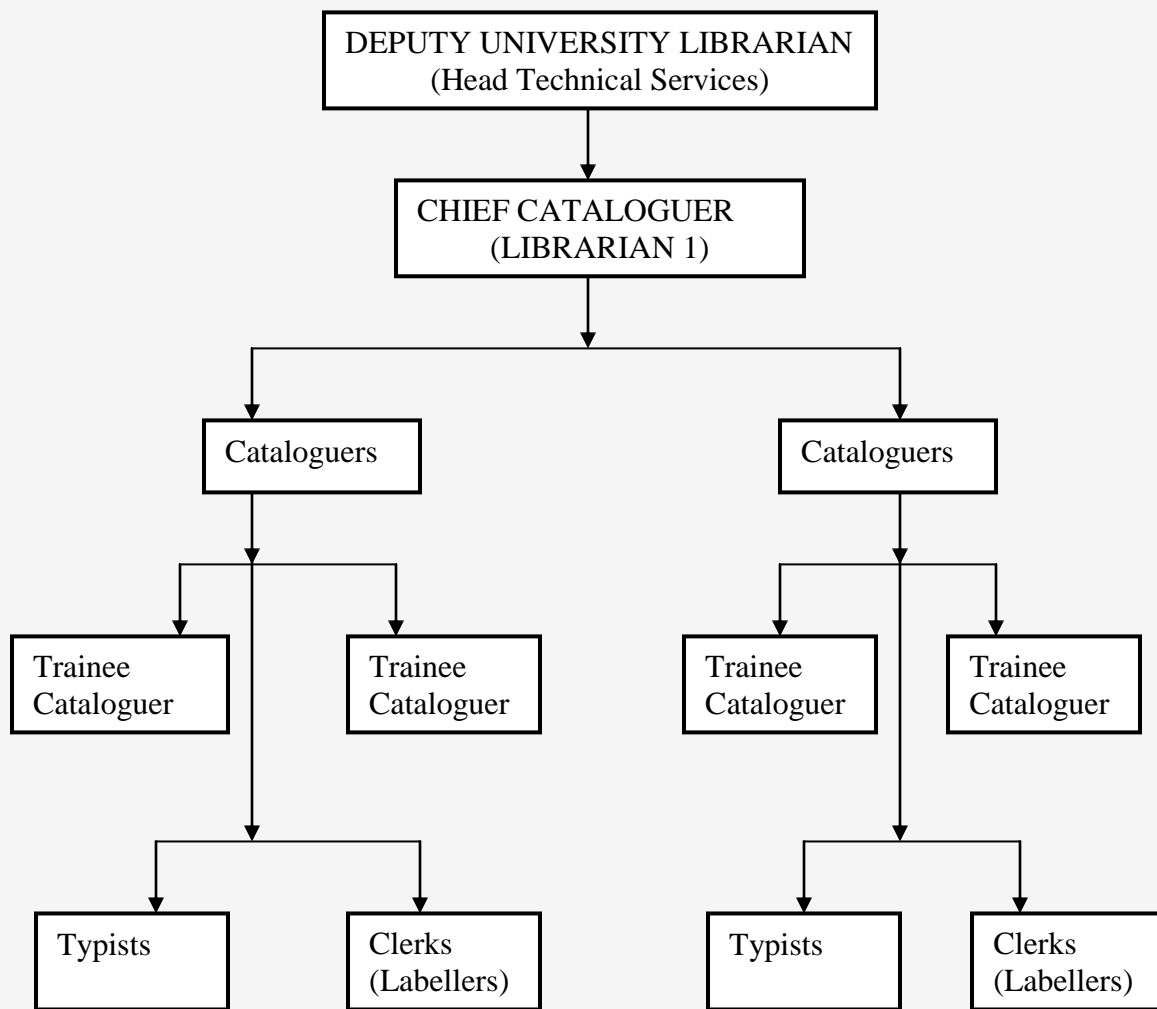 DEPUTY UNIVERSITY LIBRARIAN
(Head Technical Services)
CHIEF CATALOGUER
(LIBRARIAN 1)
Cataloguers
Cataloguers
Trainee
Cataloguer
Trainee
Cataloguer
Trainee
Cataloguer
Trainee
Cataloguer
Typists
Clerks
(Labellers)
Typists
Clerks
(Labellers)